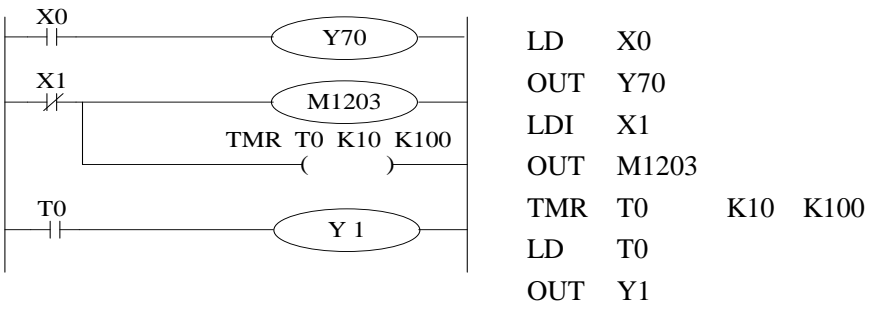 X0
Y70
X1
M1203
TMR T0 K10 K100
T0
Y 1
LD X0
OUT Y70
LDI X1
OUT M1203
TMR T0 K10 K100
LD T0
OUT Y1